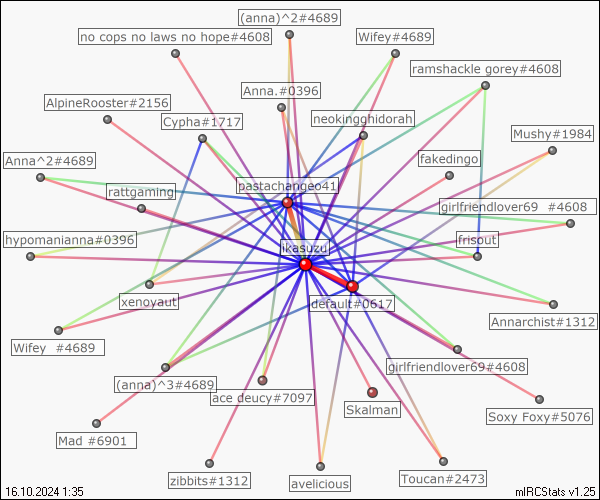 (anna)^2#4689
no cops no laws no hope#4608
Wifey#4689
ramshackle gorey#4608
Anna.#0396
AlpineRooster#2156
Cypha#1717
neokingghidorah
Mushy#1984
Anna^2#4689
fakedingo
rattgaming
pastachangeo41
girlfriendlover69 #4608
hypomanianna#0396
jikasuzu
frisout
xenoyaut
default#0617
Annarchist#1312
Wifey #4689
girlfriendlover69#4608
(anna)^3#4689
ace deucy#7097
Skalman
Soxy Foxy#5076
Mad #6901
zibbits#1312
avelicious
Toucan#2473
16.10.2024 1:35
mIRCStats v1.25